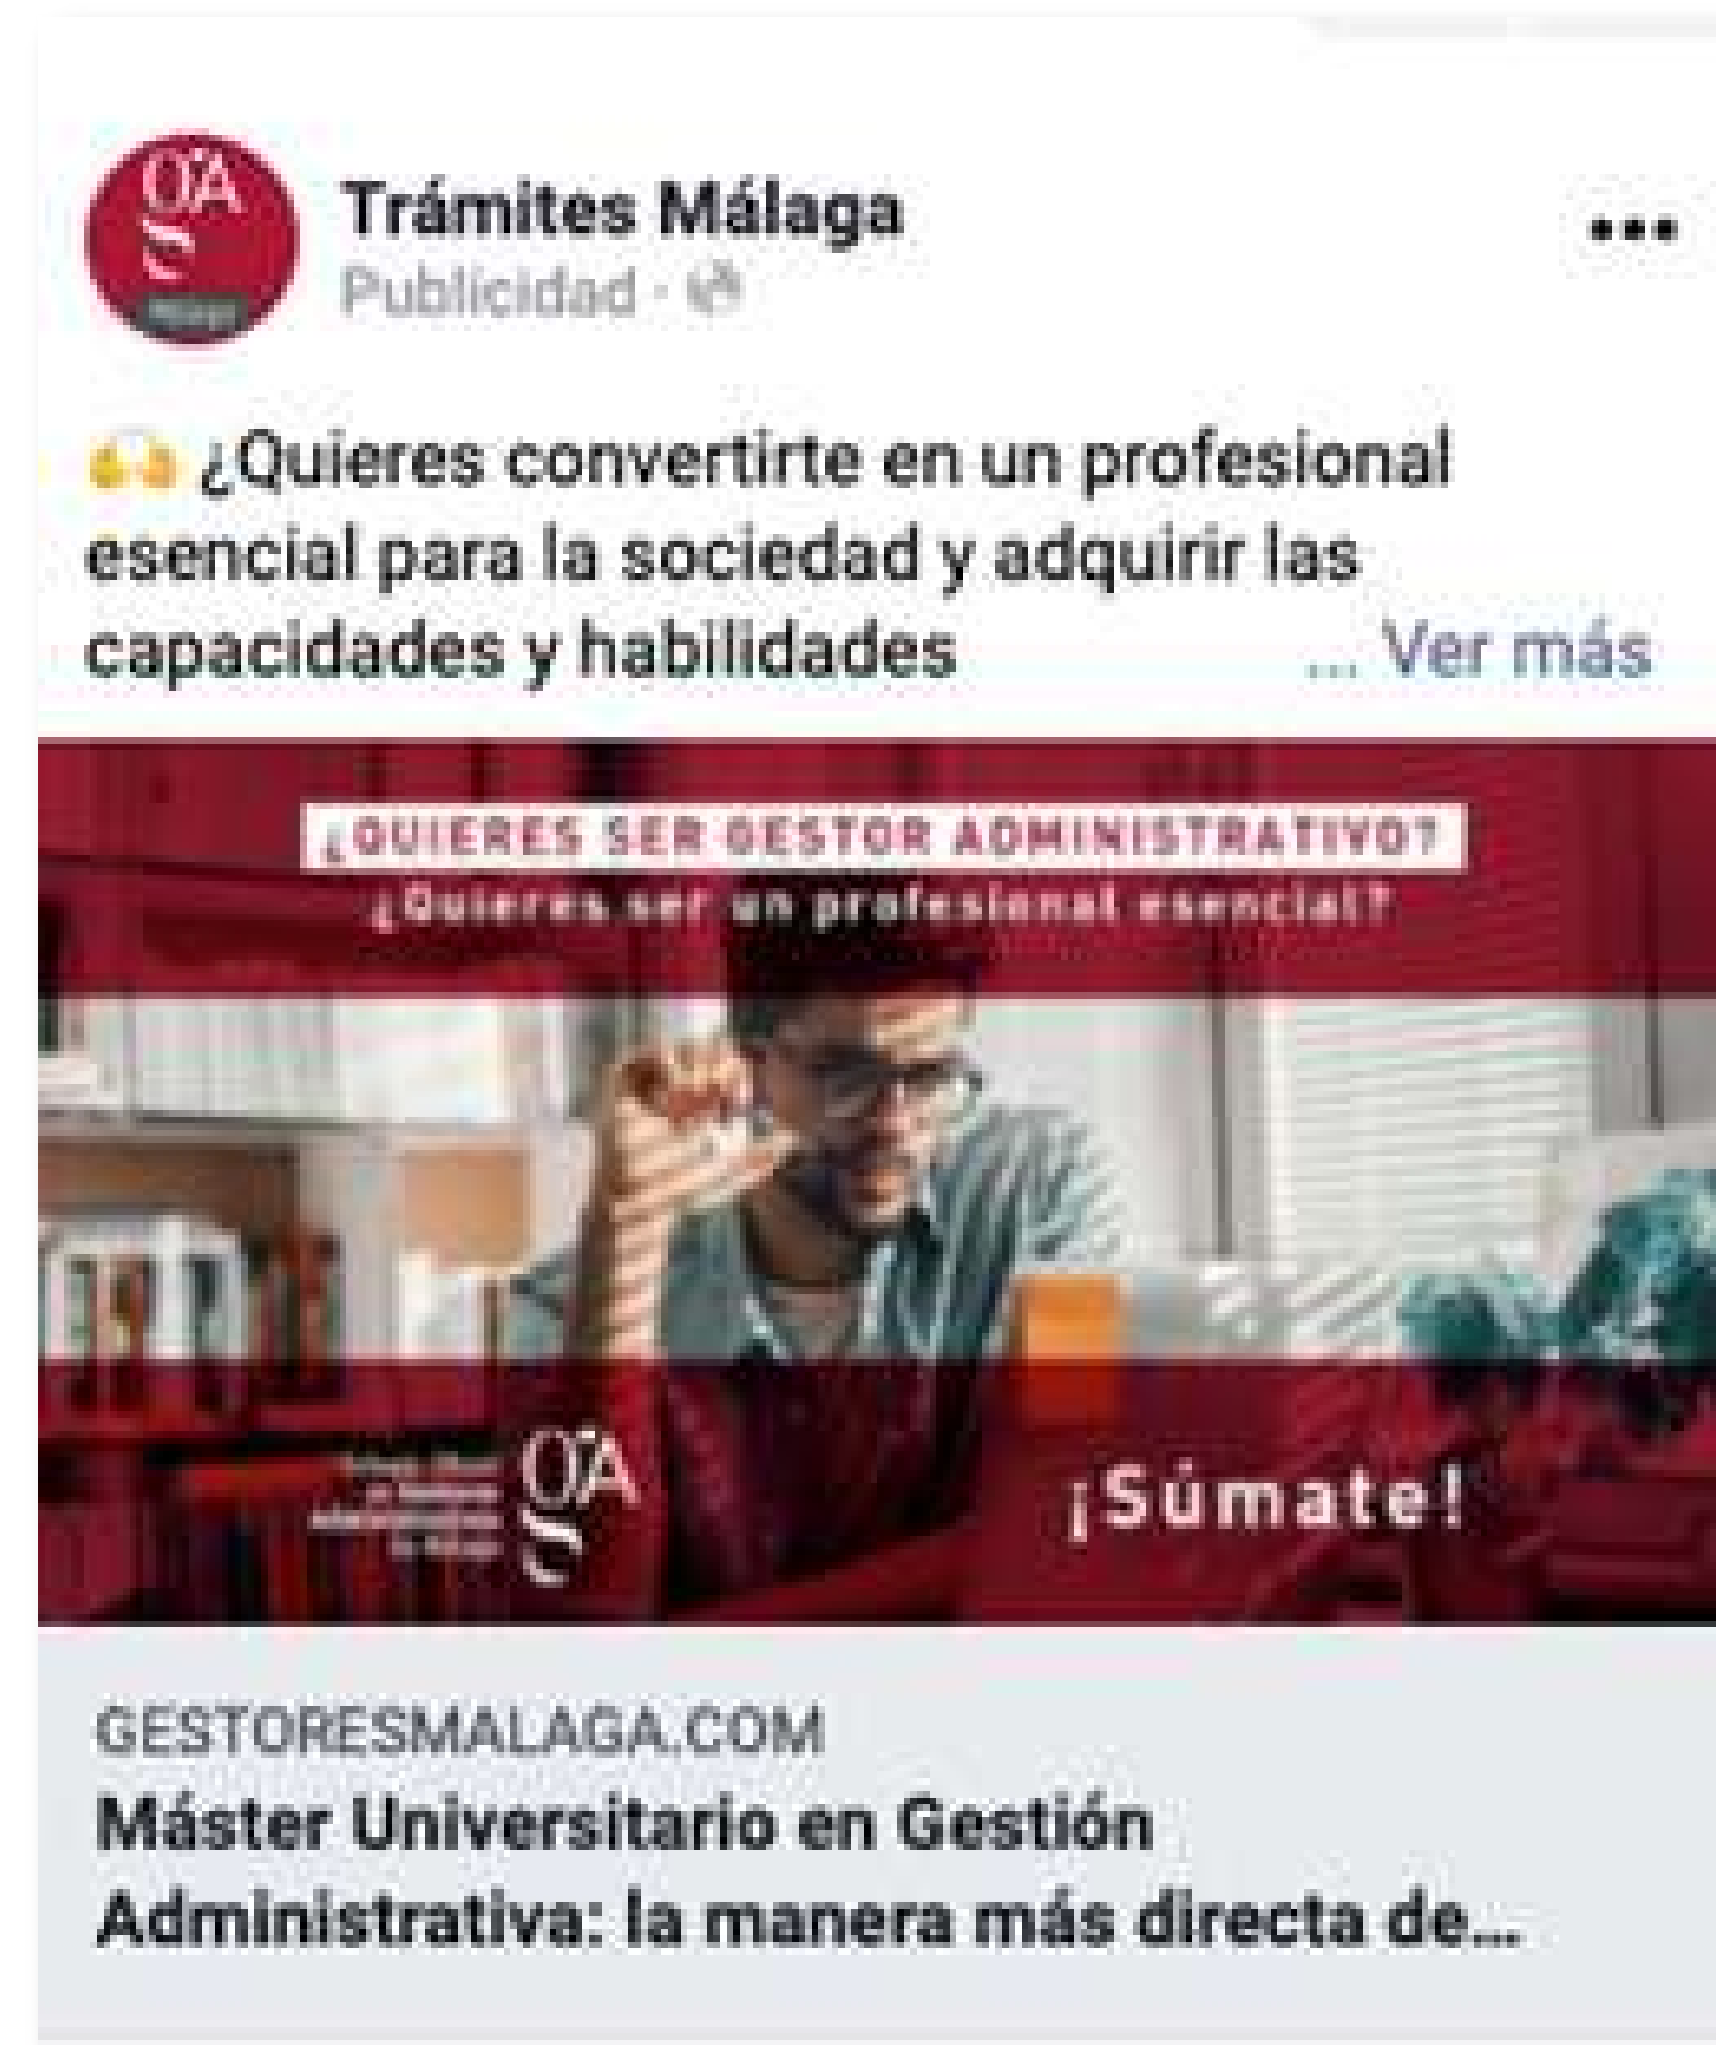 Trámites Málaga
Publicidad ·
¿Quieres convertirte en un profesional
esencial para la sociedad y adquirir las
capacidades y habilidades ... Ver más
¿QUIERES SER GESTOR ADMINISTRATIVO?
¿Quieres ser un profesional esencial?
gA
¡Súmate!
GESTORESMALAGA.COM
Máster Universitario en Gestión
Administrativa: la manera más directa de...